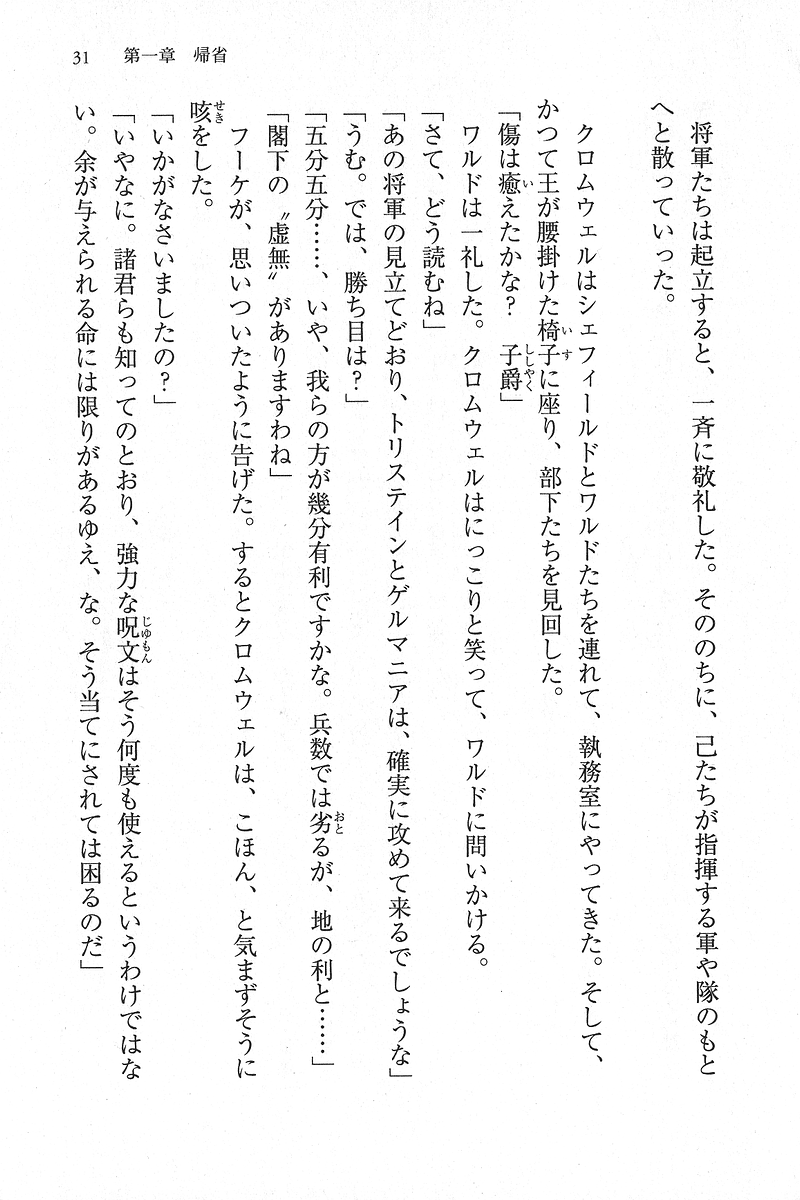 31　第一章　帰省
　将軍たちは起立すると、一斉に敬礼した。そののちに、己たちが指揮する軍や隊のもと
へと散っていった。
　クロムウェルはシェフィールドとワルドたちを連れて、執務室にやってきた。そして、
かつて王が腰掛けた椅子に座り、部下たちを見回した。
「傷は癒えたかな？　子爵」
　ワルドは一礼した。クロムウェルはにっこりと笑って、ワルドに問いかける。
「さて、どう読むね」
「あの将軍の見立てどおり、トリステインとゲルマニアは、確実に攻めて来るでしょうな」
「うむ。では、勝ち目は？」
「五分五分……、いや、我らの方が幾分有利ですかな。兵数では劣るが、地の利と……」
「閣下の〝虚無〟がありますわね」
　フーケが、思いついたように告げた。するとクロムウェルは、こほん、と気まずそうに
咳をした。
「いかがなさいましたの？」
「いやなに。諸君らも知ってのとおり、強力な呪文はそう何度も使えるというわけではな
い。余が与えられる命には限りがあるゆえ、な。そう当てにされては困るのだ」